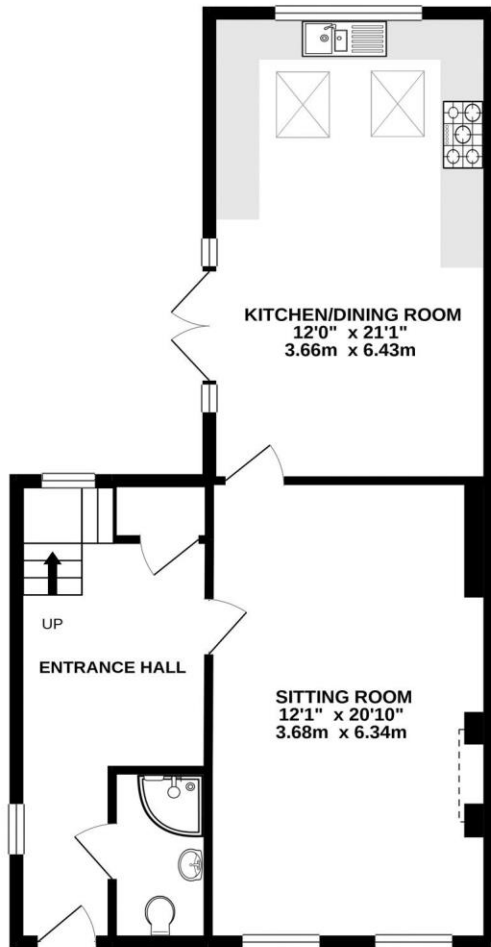 KITCHEN/DINING ROOM
12'0" x 21'1"
3.66m x 6.43m
UP
ENTRANCE HALL
SITTING ROOM
12'1" x 20'10"
3.68m x 6.34m